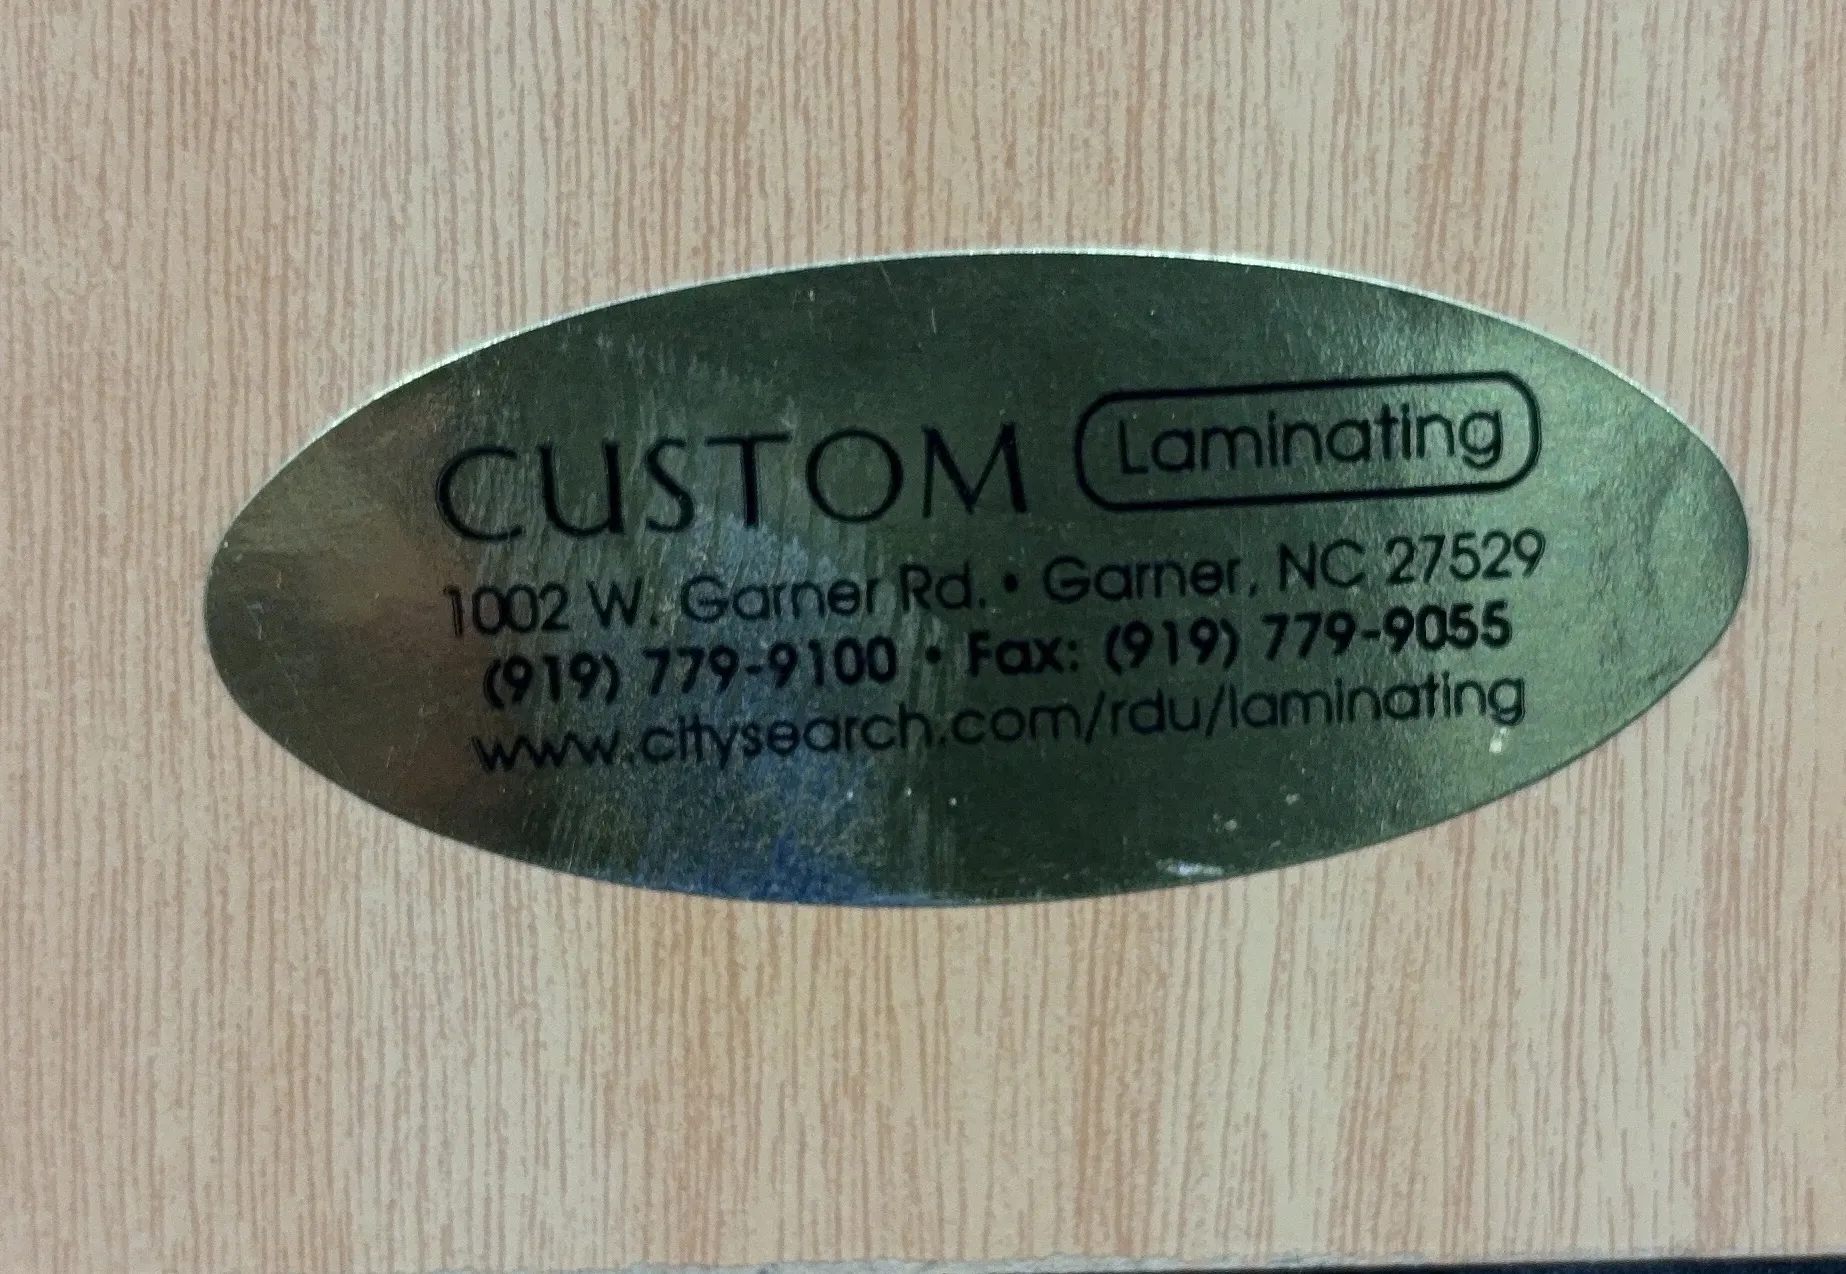 CUSTOM Laminating
1002 W. Garner Rd. • Garner, NC 27529
(919) 779-9100 • Fax: (919) 779-9055
www.citysearch.com/rdu/laminating